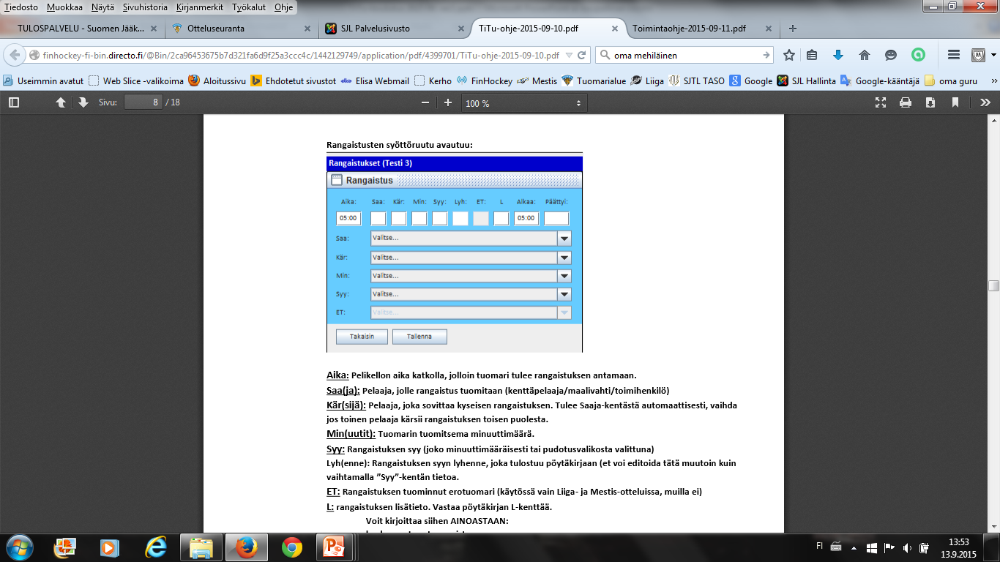 Tiedosto Muokkaa Näytä Sivuhistoria Kirjanmerkit Työkalut Ohje
TULOSPALVELU - Suomen Jääk... Otteluseuranta SJL Palvelusivusto TiTu-ohje-2015-09-10.pdf Toimintaohje-2015-09-11.pdf
finhockey-fi-bin.directo.fi/@Bin/2ca96453675b7d321fa6d9f25a3ccc4c/1442129749/application/pdf/4399701/TiTu-ohje-2015-09-10.pdf oma mehiläinen
Useimmin avatut Web Slice -valikoima Aloitussivu Ehdotetut sivustot Elisa Webmail Kerho FinHockey Mestis Tuomarialue Liiga SJTL TASO Google SJL Hallinta Google-kääntäjä oma guru
Sivu: 8 / 18 100 %
Rangaistusten syöttöruutu avautuu:
Rangaistukset (Testi 3)
Rangaistus
Aika: Saa: Kär: Min: Syy: Lyh: ET: L Alkaa: Päättyi:
05:00 05:00
Saa: Valitse...
Kär: Valitse...
Min: Valitse...
Syy: Valitse...
ET: Valitse...
Takaisin Tallenna
Aika: Pelikellon aika katkolla, jolloin tuomari tulee rangaistuksen antamaan.
Saa(ja): Pelaaja, jolle rangaistus tuomitaan (kenttäpelaaja/maalivahti/toimihenkilö)
Kär(sijä): Pelaaja, joka sovittaa kyseisen rangaistuksen. Tulee Saaja-kentästä automaattisesti, vaihda
jos toinen pelaaja kärsii rangaistuksen toisen puolesta.
Min(uutit): Tuomarin tuomitsema minuuttimäärä.
Syy: Rangaistuksen syy (joko minuuttimääräisesti tai pudotusvalikosta valittuna)
Lyh(enne): Rangaistuksen syyn lyhenne, joka tulostuu pöytäkirjaan (et voi editoida tätä muutoin kuin
vaihtamalla ”Syy”-kentän tietoa.
ET: Rangaistuksen tuominnut erotuomari (käytössä vain Liiga- ja Mestis-otteluissa, muilla ei)
L: rangaistuksen lisätieto. Vastaa pöytäkirjan L-kenttää.
Voit kirjoittaa siihen AINOASTAAN:
FI 13:53
13.9.2015